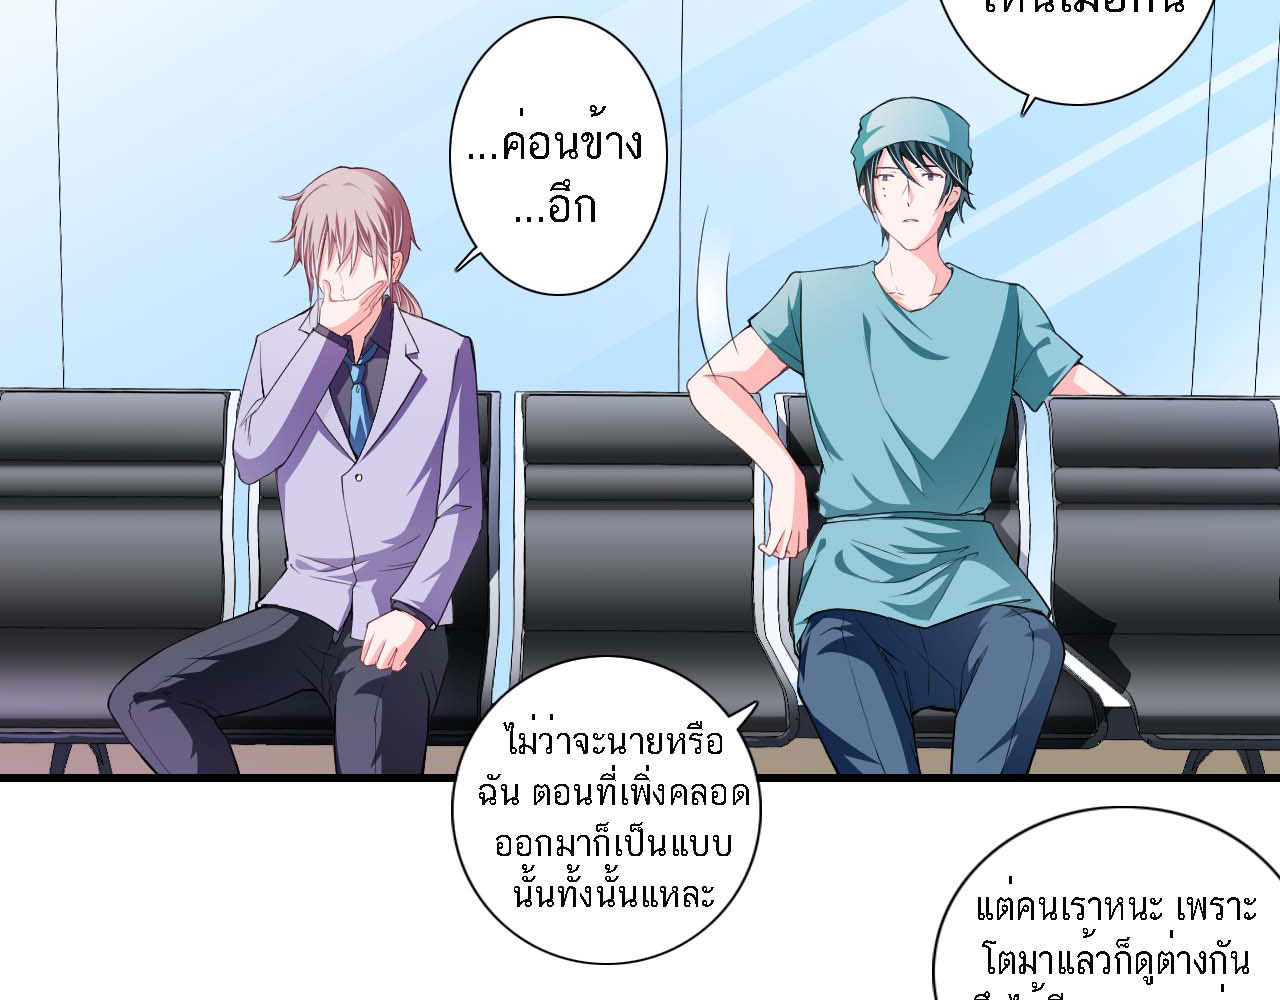 ...ค่อนข้าง
...อึก
ไม่ว่าจะนายหรือ
ฉัน ตอนที่เพิ่งคลอด
ออกมาก็เป็นแบบ
นั้นทั้งนั้นแหละ
แต่คนเราหนะ เพราะ
โตมาแล้วก็ดูต่างกัน